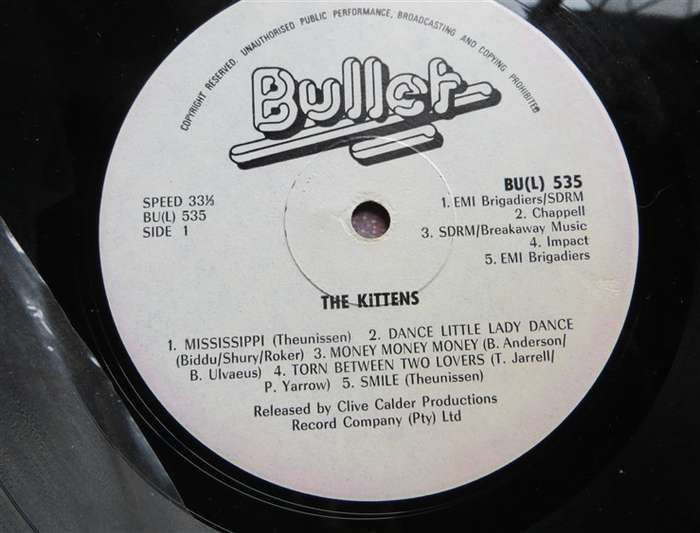 COPYRIGHT RESERVED. UNAUTHORISED PUBLIC PERFORMANCE, BROADCASTING AND COPYING PROHIBITED
Bullet
SPEED 33⅓
BU(L) 535
SIDE 1
BU(L) 535
1. EMI Brigadiers/SDRM
2. Chappell
3. SDRM/Breakaway Music
4. Impact
5. EMI Brigadiers
THE KITTENS
1. MISSISSIPPI (Theunissen) 2. DANCE LITTLE LADY DANCE
(Biddu/Shury/Roker) 3. MONEY MONEY MONEY (B. Anderson/
B. Ulvaeus) 4. TORN BETWEEN TWO LOVERS (T. Jarrell/
P. Yarrow) 5. SMILE (Theunissen)
Released by Clive Calder Productions
Record Company (Pty) Ltd